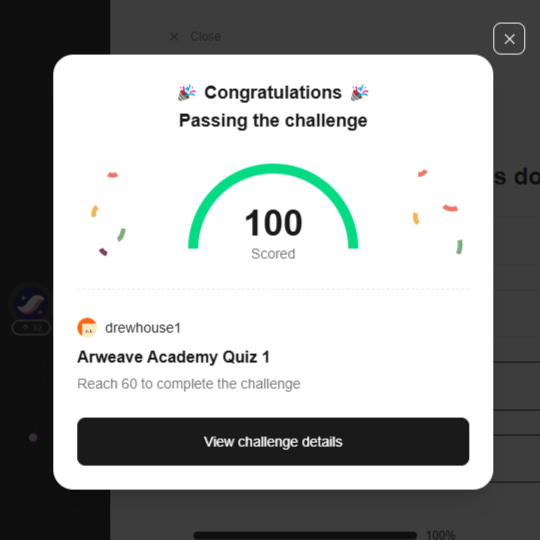 Close
Congratulations
Passing the challenge
s do
100
Scored
32
drewhouse1
Arweave Academy Quiz 1
Reach 60 to complete the challenge
View challenge details
100%